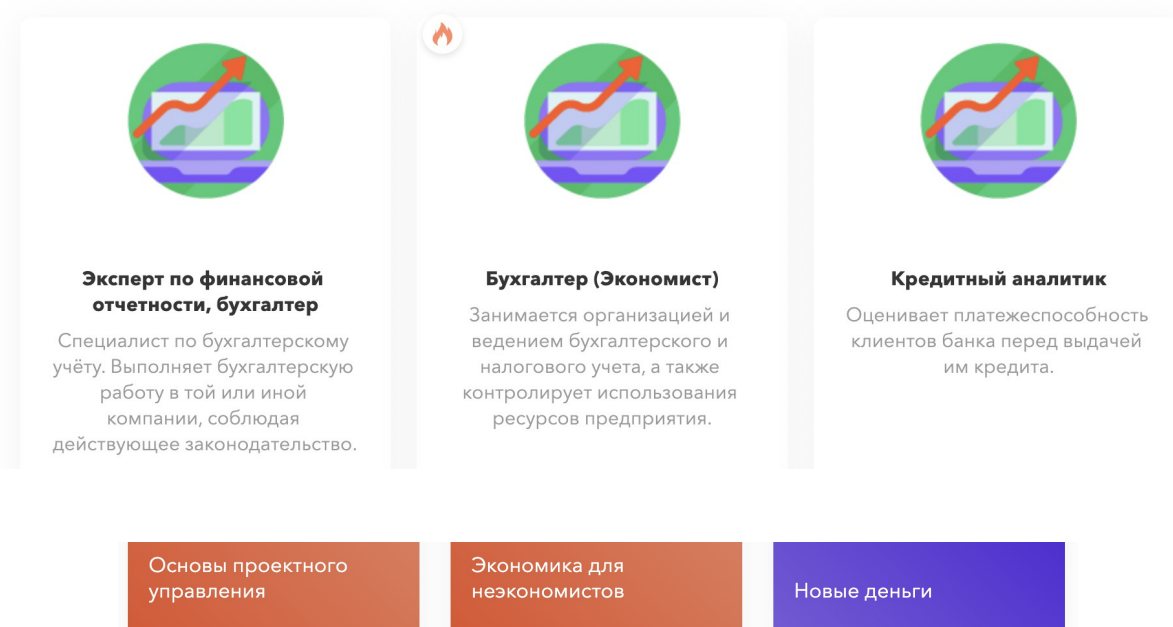 Эксперт по финансовой
отчетности, бухгалтер
Специалист по бухгалтерскому
учёту. Выполняет бухгалтерскую
работу в той или иной
компании, соблюдая
действующее законодательство.
Бухгалтер (Экономист)
Занимается организацией и
ведением бухгалтерского и
налогового учета, а также
контролирует использования
ресурсов предприятия.
Кредитный аналитик
Оценивает платежеспособность
клиентов банка перед выдачей
им кредита.
Основы проектного
управления
Экономика для
неэкономистов
Новые деньги